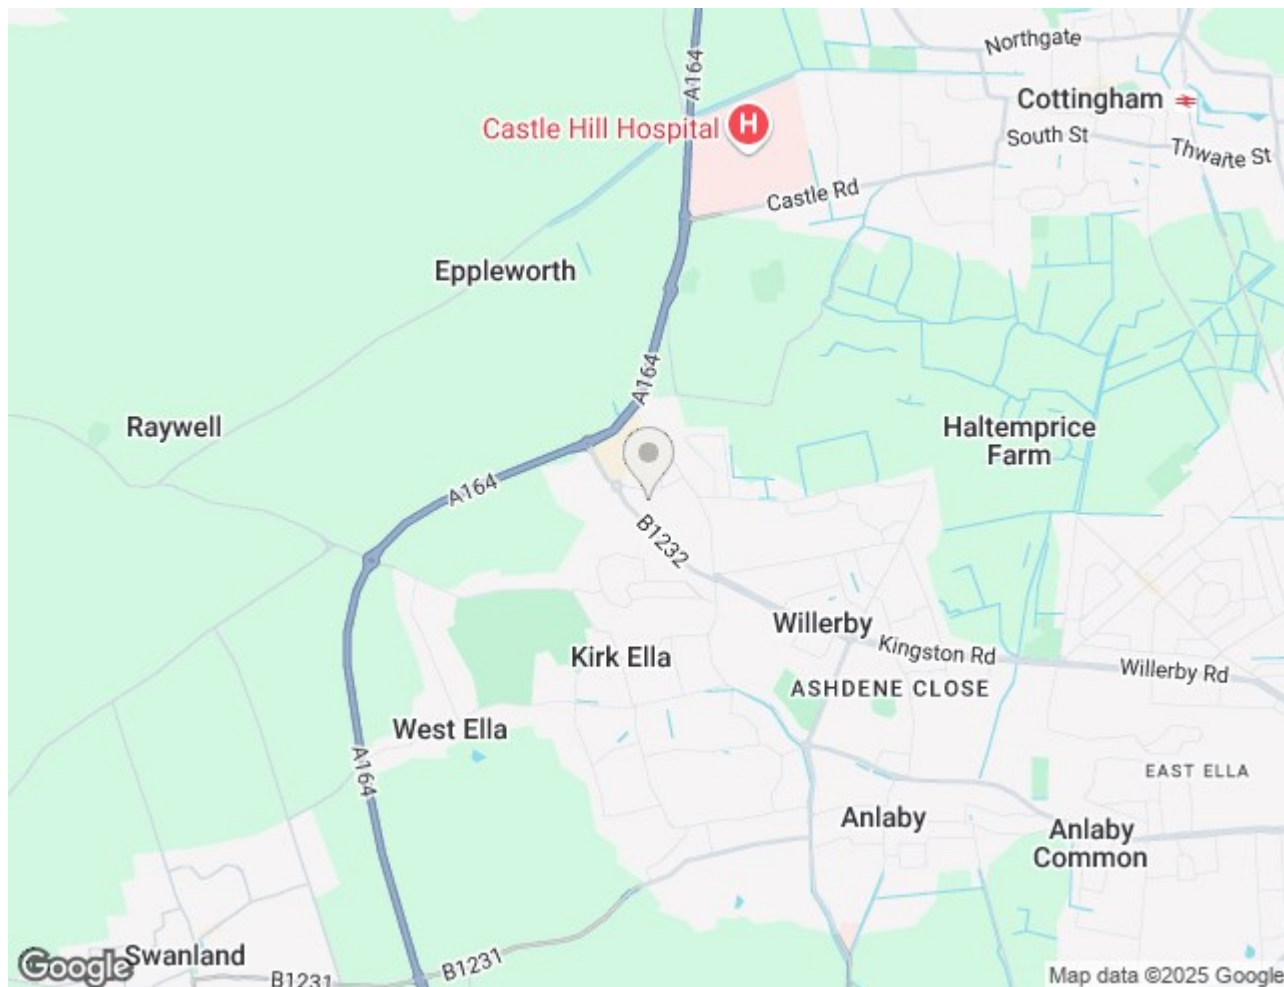 Northgate
A164
Cottingham
Castle Hill Hospital
H
South St
Thwaite St
Castle Rd
Eppleworth
A164
Raywell
Haltemprice
Farm
A164
B1232
Willerby
Kingston Rd
Kirk Ella
Willerby Rd
ASHDENE CLOSE
West Ella
A164
EAST ELLA
Anlaby
Anlaby
Common
Swanland
B1231
B1231
Google
Map data ©2025 Google